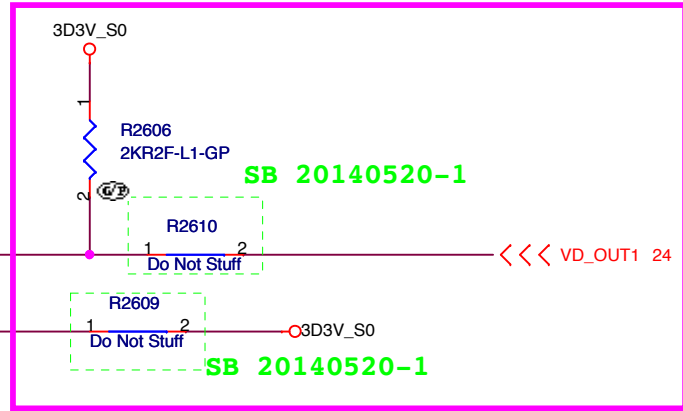 3D3V_S0
1
R2606
2KR2F-L1-GP
SB 20140520-1
2
G/P
R2610
1 2
Do Not Stuff
VD_OUT1 24
R2609
1 2
3D3V_S0
Do Not Stuff
SB 20140520-1